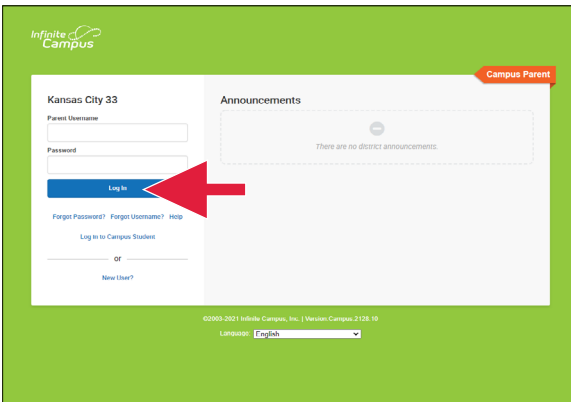 Infinite
Campus
Campus Parent
Kansas City 33
Parent Username
Password
Log In
Forgot Password? Forgot Username? Help
Log in to Campus Student
or
New User?
Announcements
There are no district announcements.
©2003-2021 Infinite Campus, Inc. | Version:Campus.2128.10
Language: English